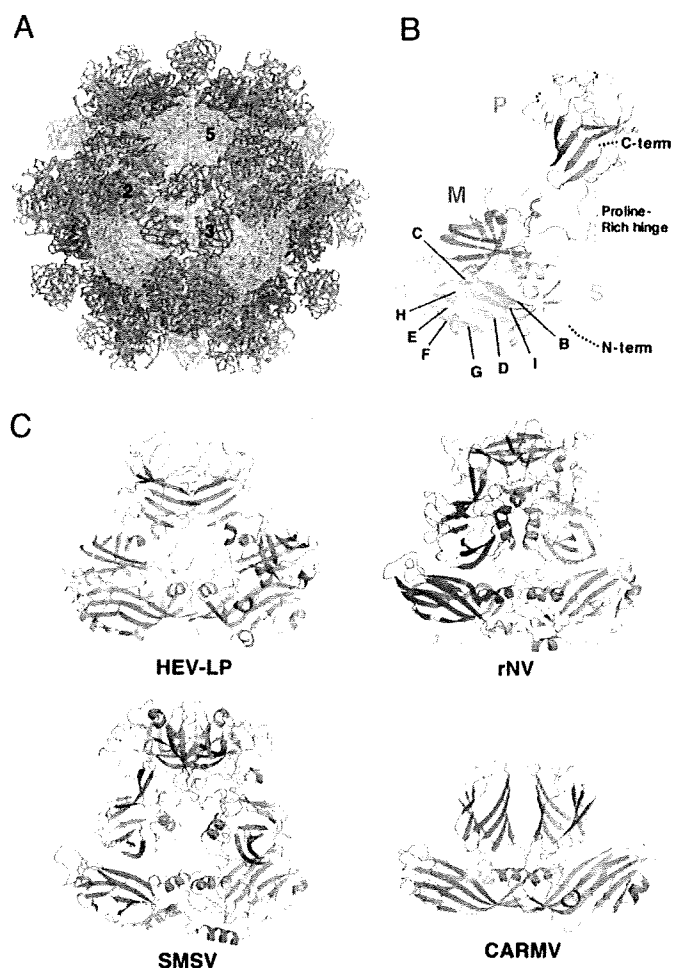 A
5
2
3
B
P
C-term
Proline-
Rich hinge
M
S
C
H
E
F
G
D
I
B
N-term
C
HEV-LP
rNV
SMSV
CARMV